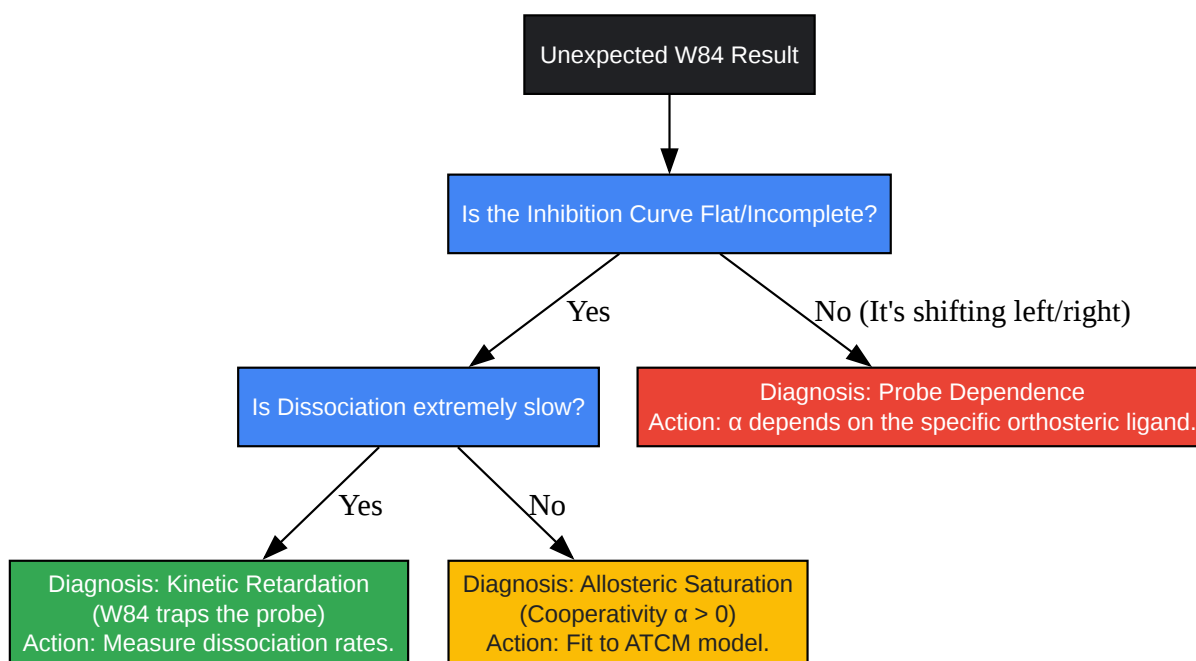 Unexpected W84 Result
Is the Inhibition Curve Flat/Incomplete?
Yes
No (It's shifting left/right)
Is Dissociation extremely slow?
Diagnosis: Probe Dependence
Action: α depends on the specific orthosteric ligand.
Yes
No
Diagnosis: Kinetic Retardation
(W84 traps the probe)
Action: Measure dissociation rates.
Diagnosis: Allosteric Saturation
(Cooperativity α > 0)
Action: Fit to ATCM model.